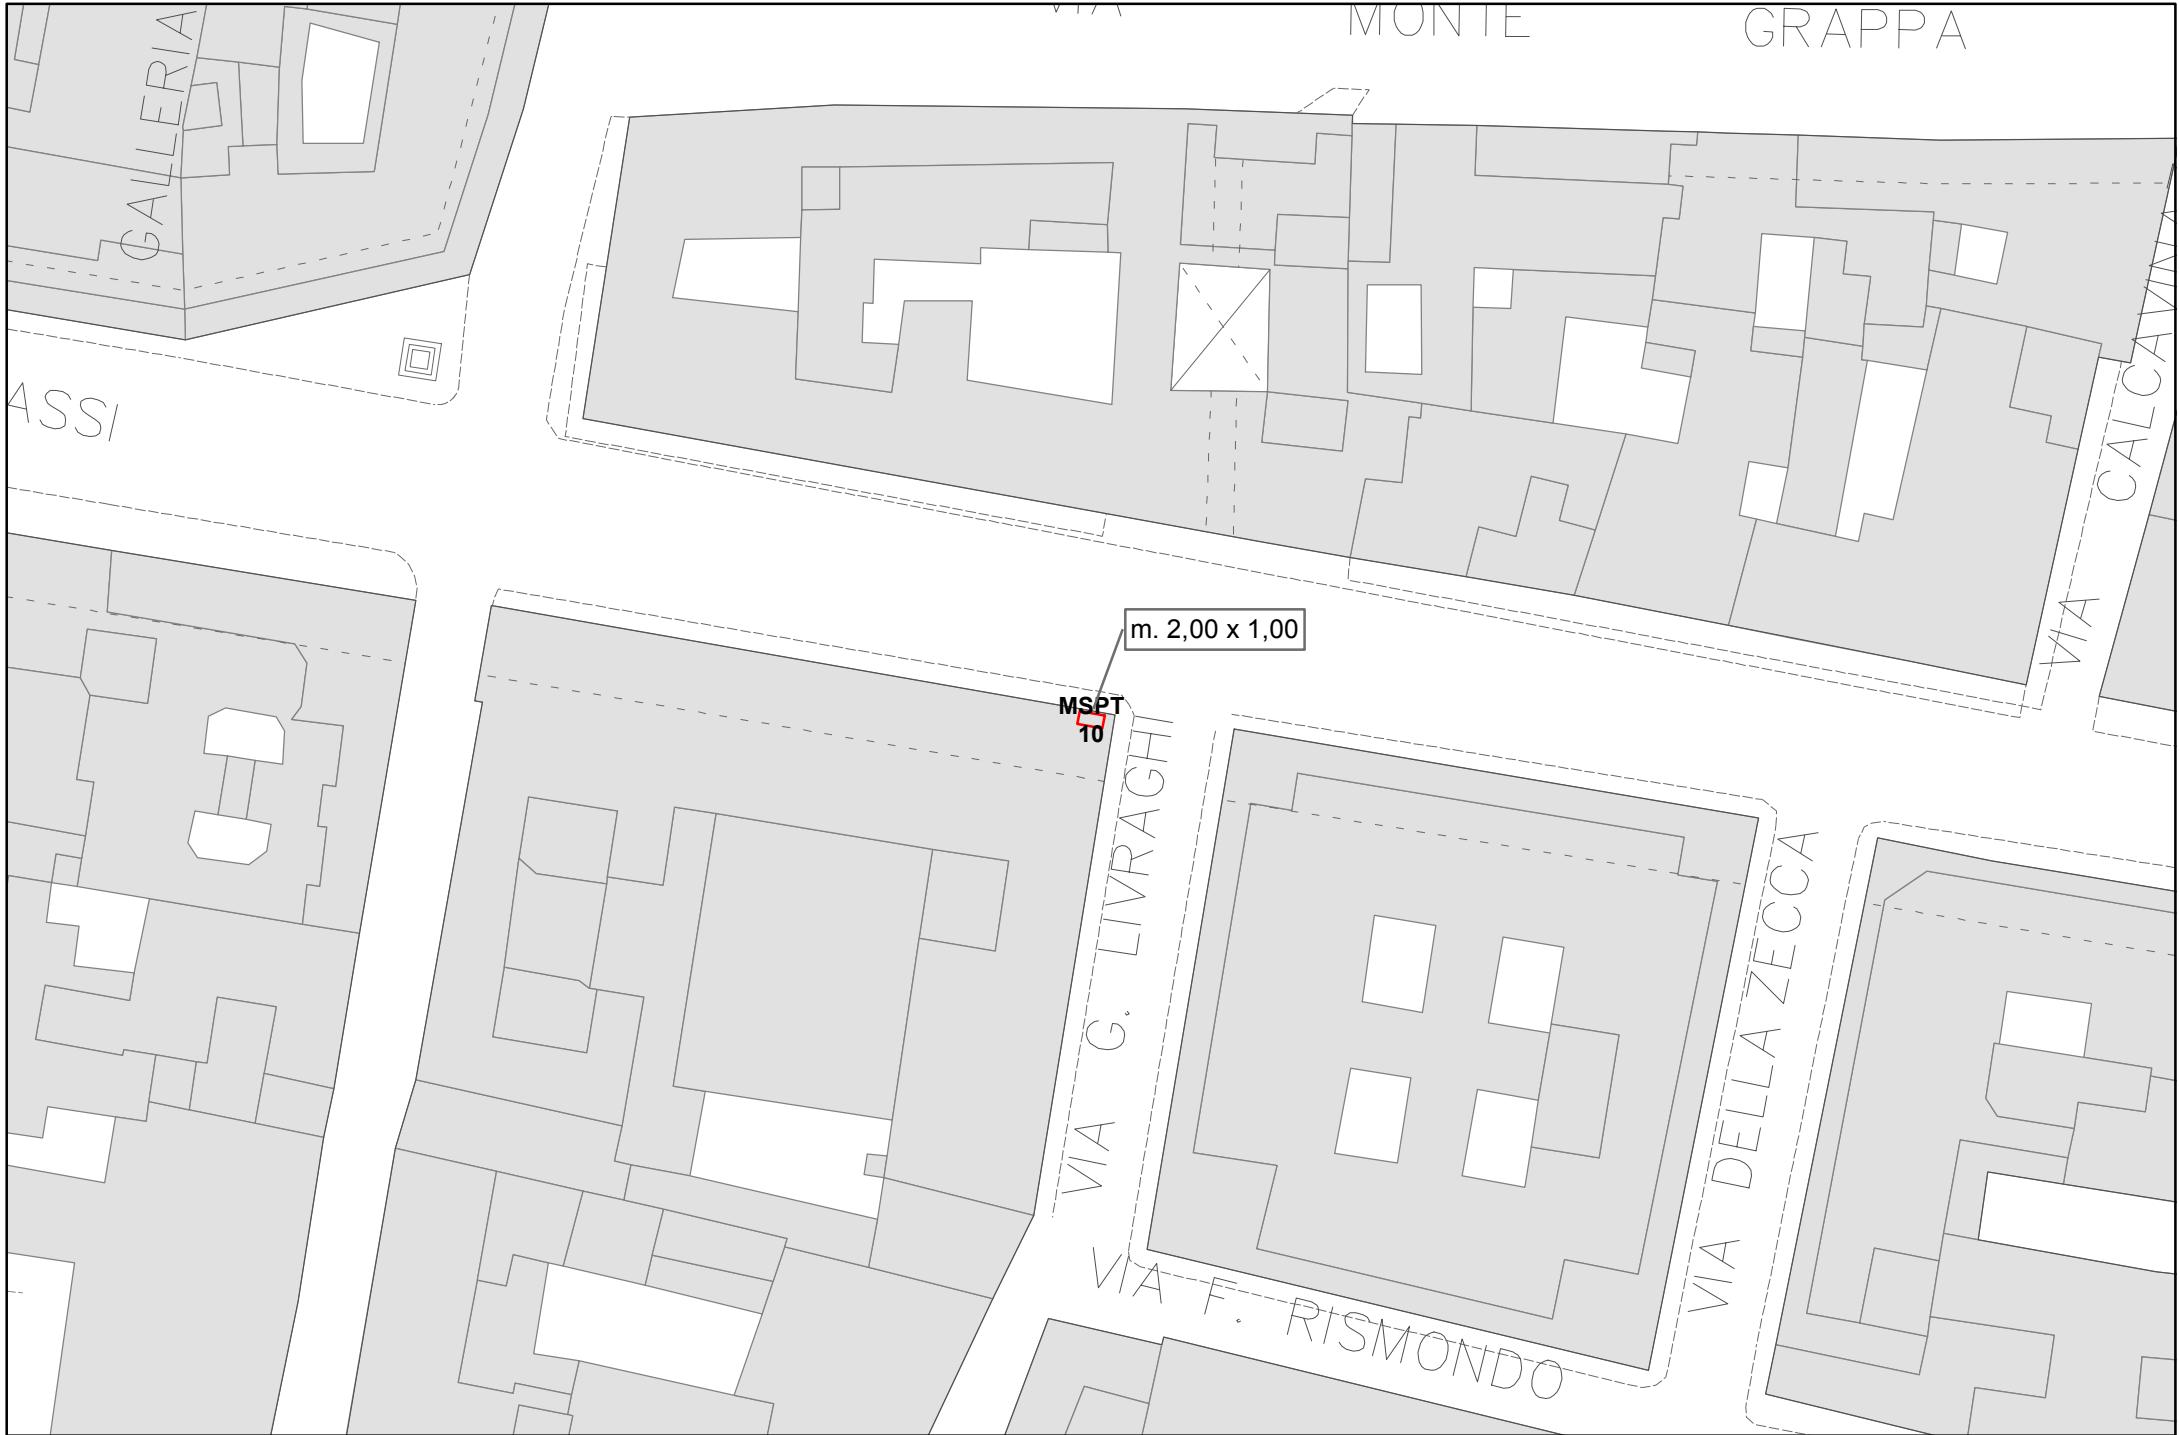 VIA MONTE GRAPPA
GALLERIA
ASSI
VIA CALCAVINIA
m. 2,00 x 1,00
MSPT
10
VIA G. LIVRAGHI
VIA DELLA ZECCA
VIA F. RISMONDO